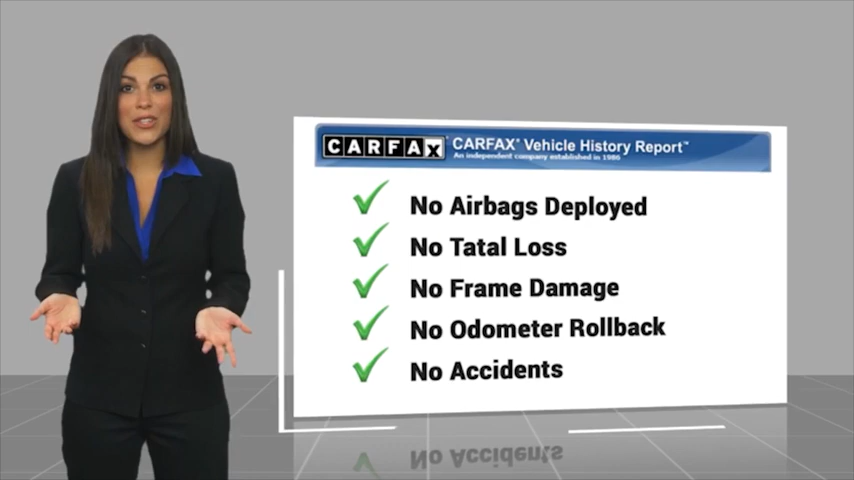 CARFAX CARFAX® Vehicle History Report™
An independent company established in 1986
No Airbags Deployed
No Tatal Loss
No Frame Damage
No Odometer Rollback
No Accidents
No Accidents